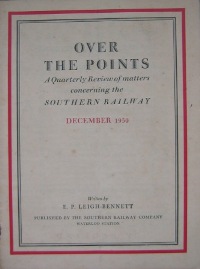 OVER
THE POINTS
A Quarterly Review of matters
concerning the
SOUTHERN RAILWAY
DECEMBER 1930
Written by
E. P. LEIGH-BENNETT
PUBLISHED BY THE SOUTHERN RAILWAY COMPANY
WATERLOO STATION